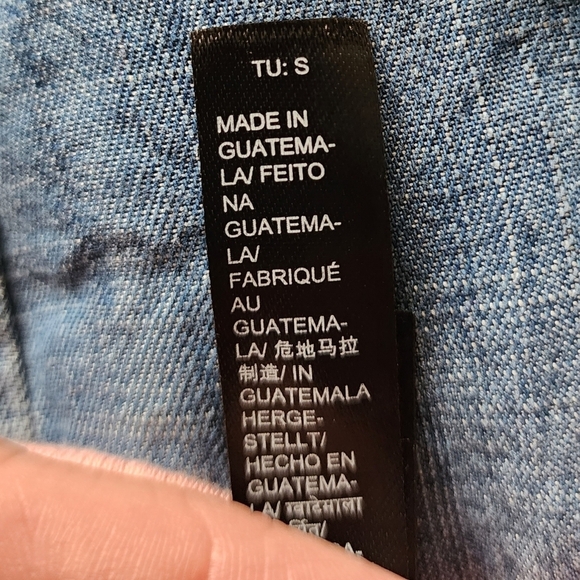 TU: S
MADE IN
GUATEMA-
LA/ FEITO
NA
GUATEMA-
LA/
FABRIQUÉ
AU
GUATEMA-
LA/ 危地马拉
制造/ IN
GUATEMALA
HERGE-
STELLT/
HECHO EN
GUATEMA-
LA/ ग्वाटेमाला